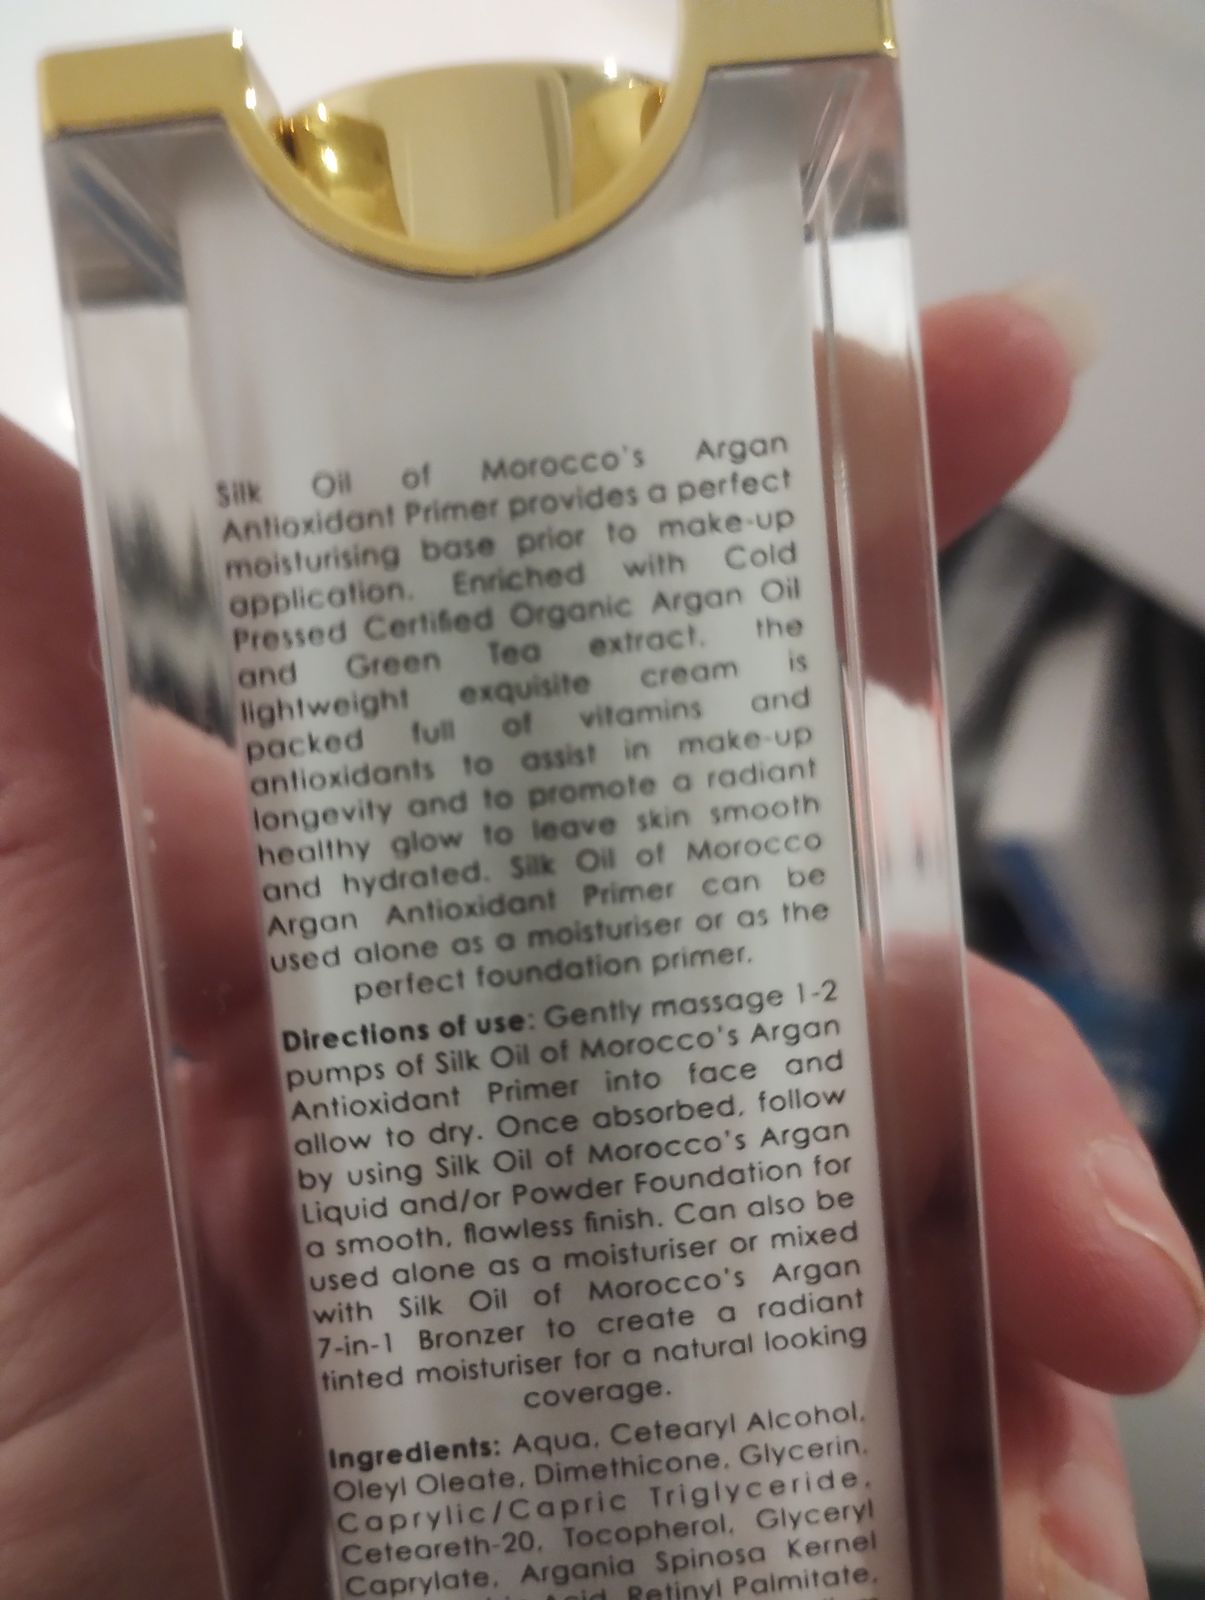 Silk Oil of Morocco's Argan
Antioxidant Primer provides a perfect
moisturising base prior to make-up
application. Enriched with Cold
Pressed Certified Organic Argan Oil
and Green Tea extract, the
lightweight exquisite cream is
packed full of vitamins and
antioxidants to assist in make-up
longevity and to promote a radiant
healthy glow to leave skin smooth
and hydrated. Silk Oil of Morocco
Argan Antioxidant Primer can be
used alone as a moisturiser or as the
perfect foundation primer.
Directions of use: Gently massage 1-2
pumps of Silk Oil of Morocco's Argan
Antioxidant Primer into face and
allow to dry. Once absorbed, follow
by using Silk Oil of Morocco's Argan
Liquid and/or Powder Foundation for
a smooth, flawless finish. Can also be
used alone as a moisturiser or mixed
with Silk Oil of Morocco's Argan
7-in-1 Bronzer to create a radiant
tinted moisturiser for a natural looking
coverage.
Ingredients: Aqua, Cetearyl Alcohol,
Oleyl Oleate, Dimethicone, Glycerin,
Caprylic/Capric Triglyceride,
Ceteareth-20, Tocopherol, Glyceryl
Caprylate, Argania Spinosa Kernel
Acid, Retinyl Palmitate,